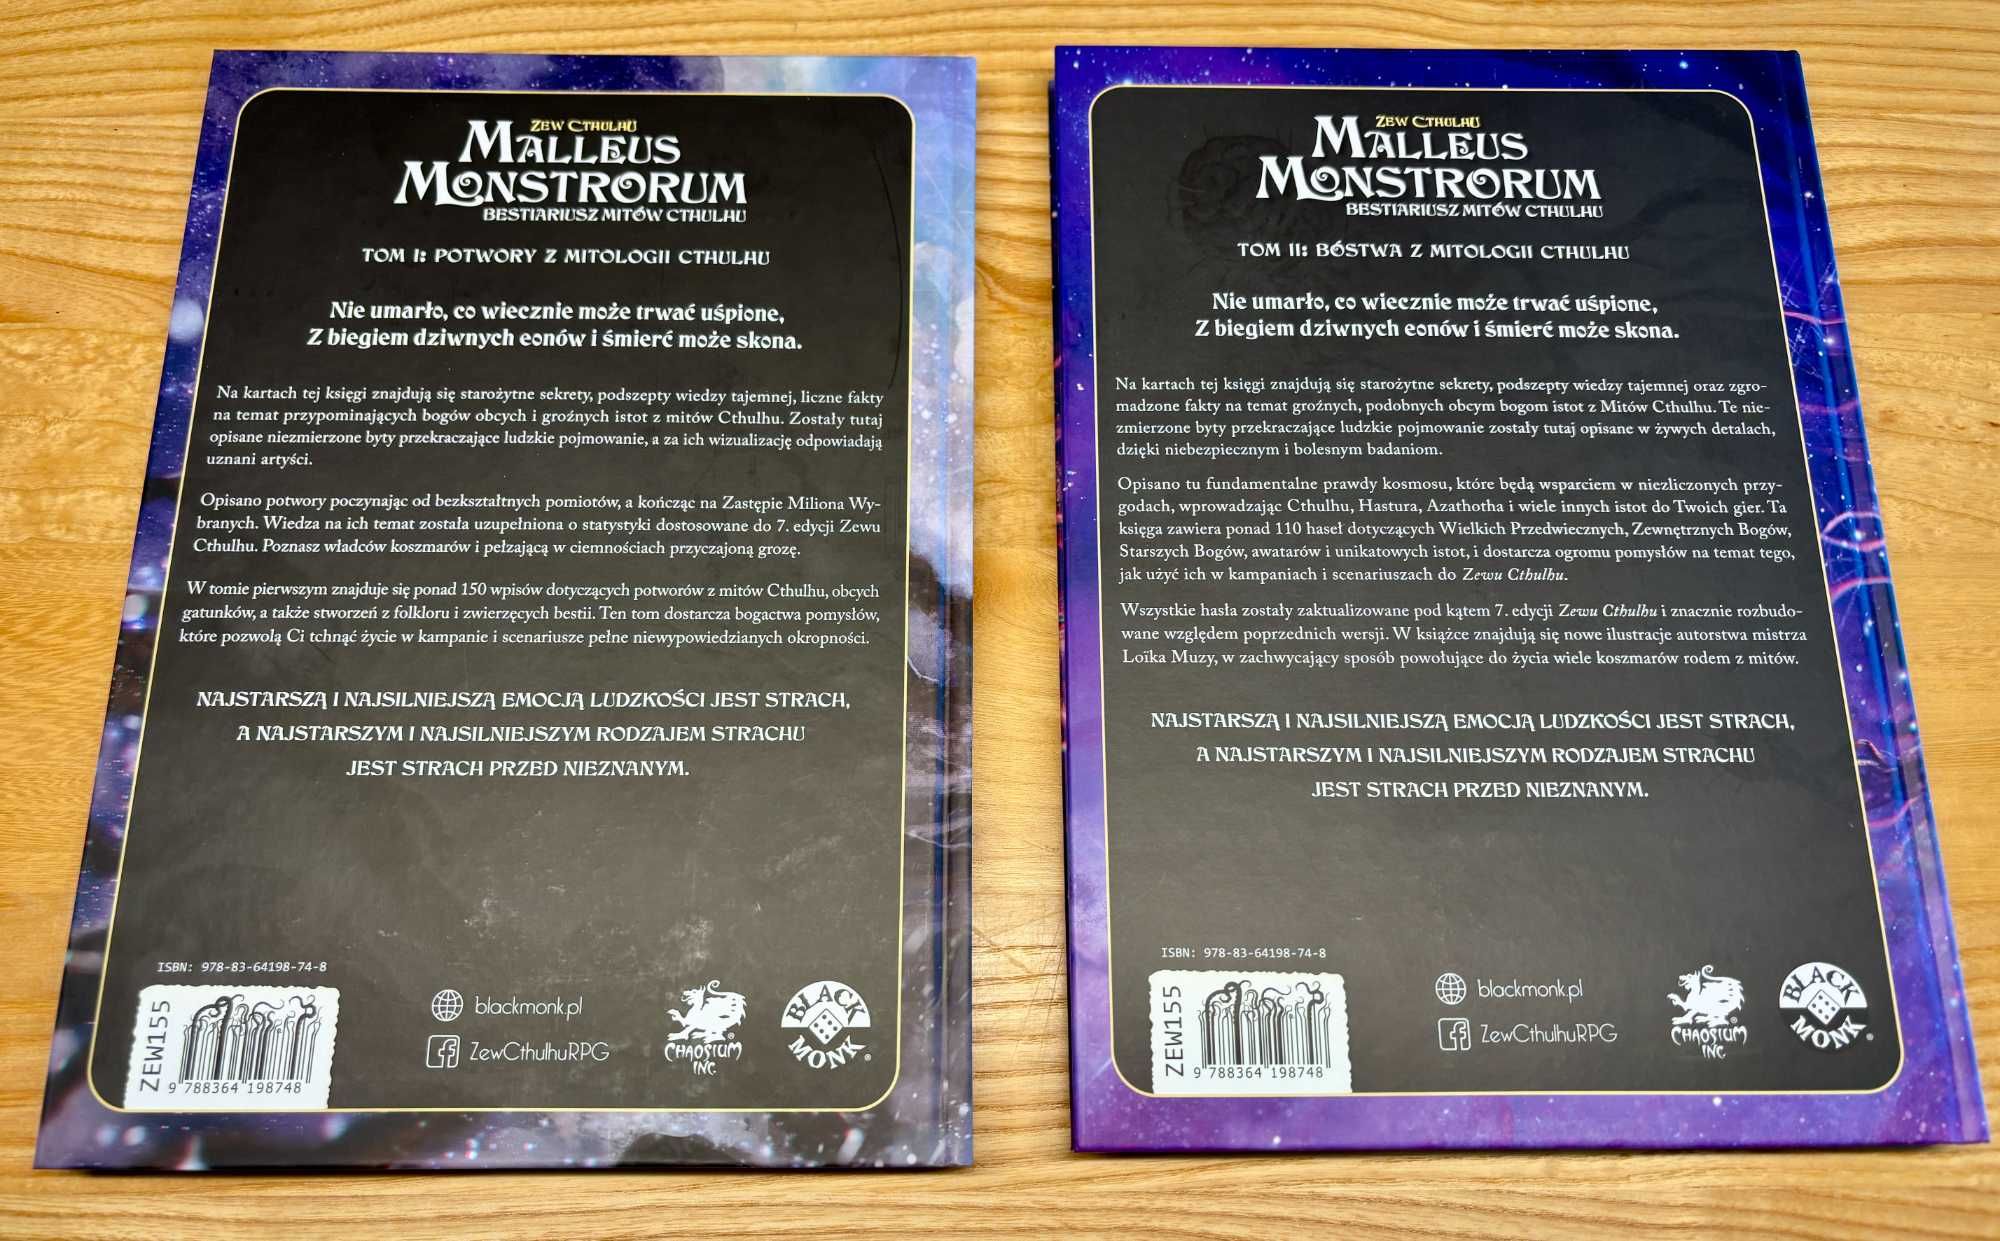 Zew Cthulhu
Malleus
Monstrorum
Bestiariusz Mitów Cthulhu
Tom I: Potwory z mitologii Cthulhu
Nie umarło, co wiecznie może trwać uśpione,
Z biegiem dziwnych eonów i śmierć może skona.
Na kartach tej księgi znajdują się starożytne sekrety, podszepty wiedzy tajemnej, liczne fakty
na temat przypominających bogów obcych i groźnych istot z mitów Cthulhu. Zostały tutaj
opisane niezmierzone byty przekraczające ludzkie pojmowanie, a za ich wizualizację odpowiadają
uznani artyści.
Opisano potwory poczynając od bezkształtnych pomiotów, a kończąc na Zastępie Miliona Wy-
branych. Wiedza na ich temat została uzupełniona o statystyki dostosowane do 7. edycji Zewu
Cthulhu. Poznasz władców koszmarów i pełzającą w ciemnościach przyczajoną grozę.
W tomie pierwszym znajduje się ponad 150 wpisów dotyczących potworów z mitów Cthulhu, obcych
gatunków, a także stworzeń z folkloru i zwierzęcych bestii. Ten tom dostarcza bogactwa pomysłów,
które pozwolą Ci tchnąć życie w kampanie i scenariusze pełne niewypowiedzianych okropności.
NAJSTARSZĄ I NAJSILNIEJSZĄ EMOCJĄ LUDZKOŚCI JEST STRACH,
A NAJSTARSZYM I NAJSILNIEJSZYM RODZAJEM STRACHU
JEST STRACH PRZED NIEZNANYM.
ISBN: 978-83-64198-74-8
ZEW155
9 788364 198748
blackmonk.pl
ZewCthulhuRPG
CHAOSIUM
INC.
BLACK
MONK
Zew Cthulhu
Malleus
Monstrorum
Bestiariusz Mitów Cthulhu
Tom II: Bóstwa z mitologii Cthulhu
Nie umarło, co wiecznie może trwać uśpione,
Z biegiem dziwnych eonów i śmierć może skona.
Na kartach tej księgi znajdują się starożytne sekrety, podszepty wiedzy tajemnej oraz zgro-
madzone fakty na temat groźnych, podobnych obcym bogom istot z Mitów Cthulhu. Te nie-
zmierzone byty przekraczające ludzkie pojmowanie zostały tutaj opisane w żywych detalach,
dzięki niebezpiecznym i bolesnym badaniom.
Opisano tu fundamentalne prawdy kosmosu, które będą wsparciem w niezliczonych przy-
godach, wprowadzając Cthulhu, Hastura, Azathotha i wiele innych istot do Twoich gier. Ta
księga zawiera ponad 110 haseł dotyczących Wielkich Przedwiecznych, Zewnętrznych Bogów,
Starszych Bogów, awatarów i unikatowych istot, i dostarcza ogromu pomysłów na temat tego,
jak użyć ich w kampaniach i scenariuszach do Zewu Cthulhu.
Wszystkie hasła zostały zaktualizowane pod kątem 7. edycji Zewu Cthulhu i znacznie rozbudo-
wane względem poprzednich wersji. W książce znajdują się nowe ilustracje autorstwa mistrza
Loïka Muzy, w zachwycający sposób powołujące do życia wiele koszmarów rodem z mitów.
NAJSTARSZĄ I NAJSILNIEJSZĄ EMOCJĄ LUDZKOŚCI JEST STRACH,
A NAJSTARSZYM I NAJSILNIEJSZYM RODZAJEM STRACHU
JEST STRACH PRZED NIEZNANYM.
ISBN: 978-83-64198-74-8
ZEW155
9 788364 198748
blackmonk.pl
ZewCthulhuRPG
CHAOSIUM
INC.
BLACK
MONK